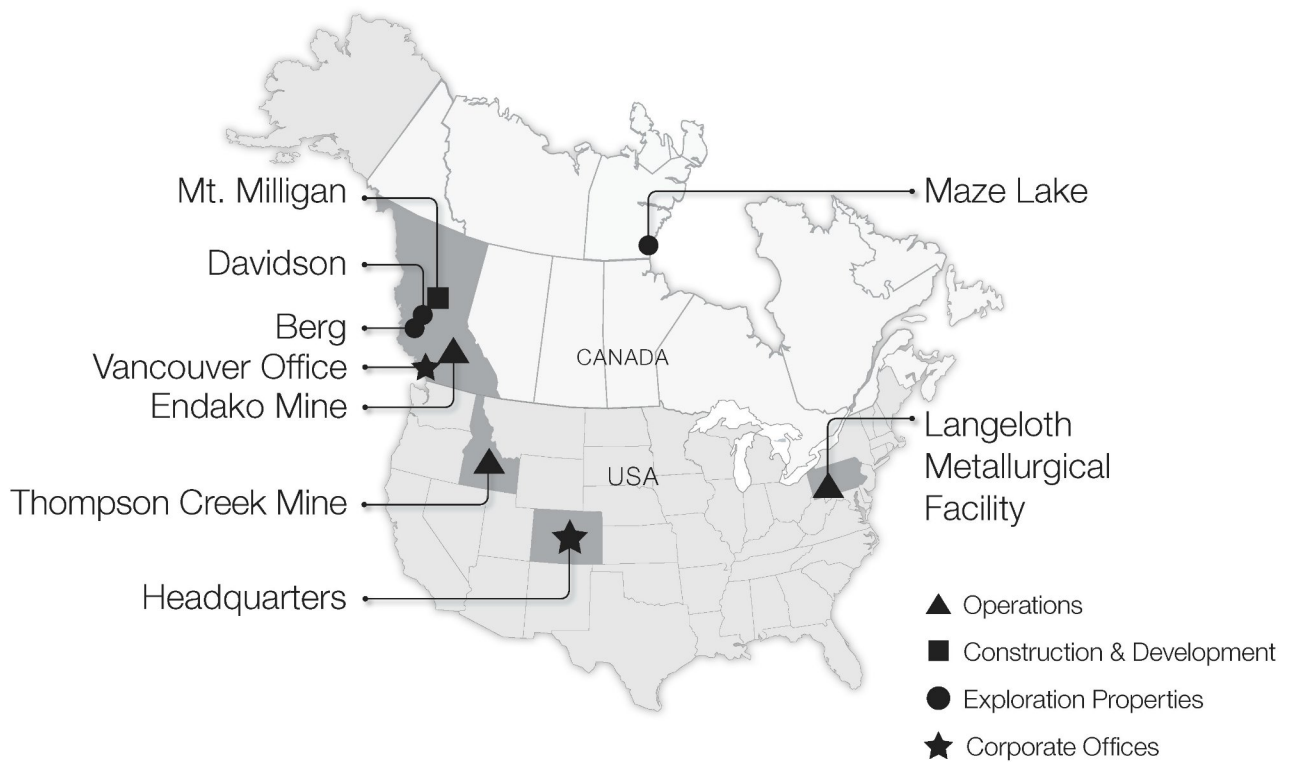 Mt. Milligan
Davidson
Berg
Vancouver Office
Endako Mine
Thompson Creek Mine
Headquarters
CANADA
USA
Maze Lake
Langeloth
Metallurgical
Facility
Operations
Construction & Development
Exploration Properties
Corporate Offices